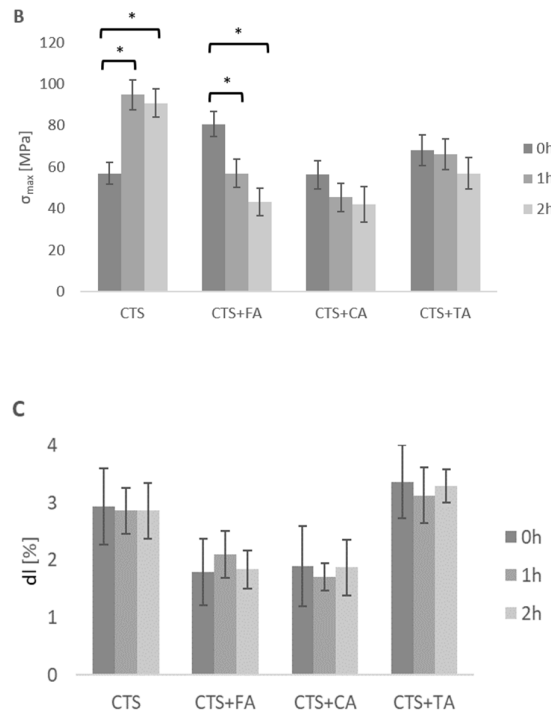 B
* * * *
120
100
80
60
40
20
0
σmax [MPa]
CTS CTS+FA CTS+CA CTS+TA
0h
1h
2h
C
4
3
2
1
0
dl [%]
CTS CTS+FA CTS+CA CTS+TA
0h
1h
2h